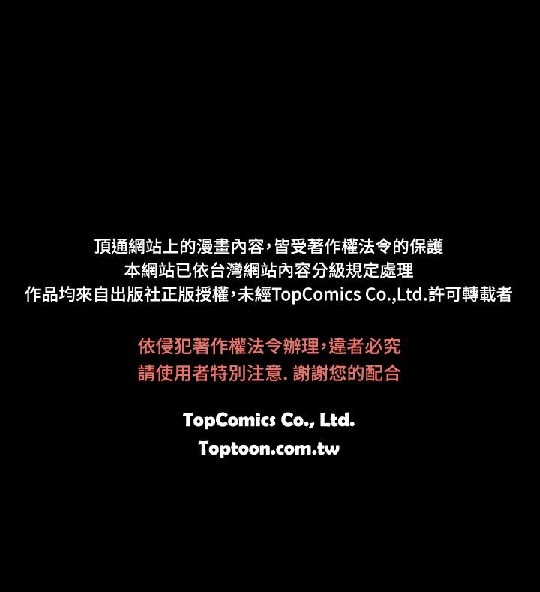 頂通網站上的漫畫內容,皆受著作權法令的保護
本網站已依台灣網站內容分級規定處理
作品均來自出版社正版授權,未經TopComics Co.,Ltd.許可轉載者
依侵犯著作權法令辦理,違者必究
請使用者特別注意. 謝謝您的配合
TopComics Co., Ltd.
Toptoon.com.tw